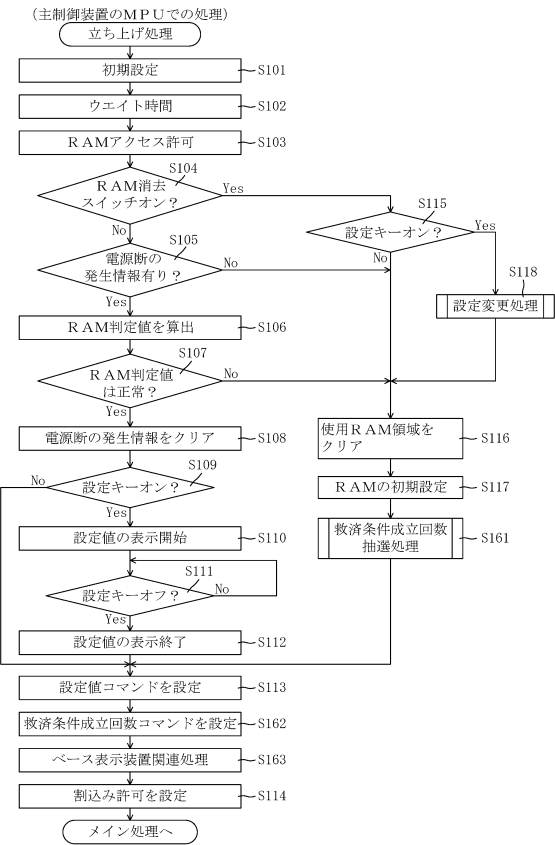 (主制御装置のＭＰＵでの処理)
立ち上げ処理
初期設定
S101
ウエイト時間
S102
ＲＡＭアクセス許可
S103
S104
ＲＡＭ消去
スイッチオン？
Yes
No
S115
設定キーオン？
Yes
No
S105
電源断の
発生情報有り？
No
Yes
S118
設定変更処理
ＲＡＭ判定値を算出
S106
S107
ＲＡＭ判定値
は正常？
No
Yes
電源断の発生情報をクリア
S108
使用ＲＡＭ領域を
クリア
S116
S109
設定キーオン？
No
Yes
ＲＡＭの初期設定
S117
設定値の表示開始
S110
救済条件成立回数
抽選処理
S161
S111
設定キーオフ？
No
Yes
設定値の表示終了
S112
設定値コマンドを設定
S113
救済条件成立回数コマンドを設定
S162
ベース表示装置関連処理
S163
割込み許可を設定
S114
メイン処理へ